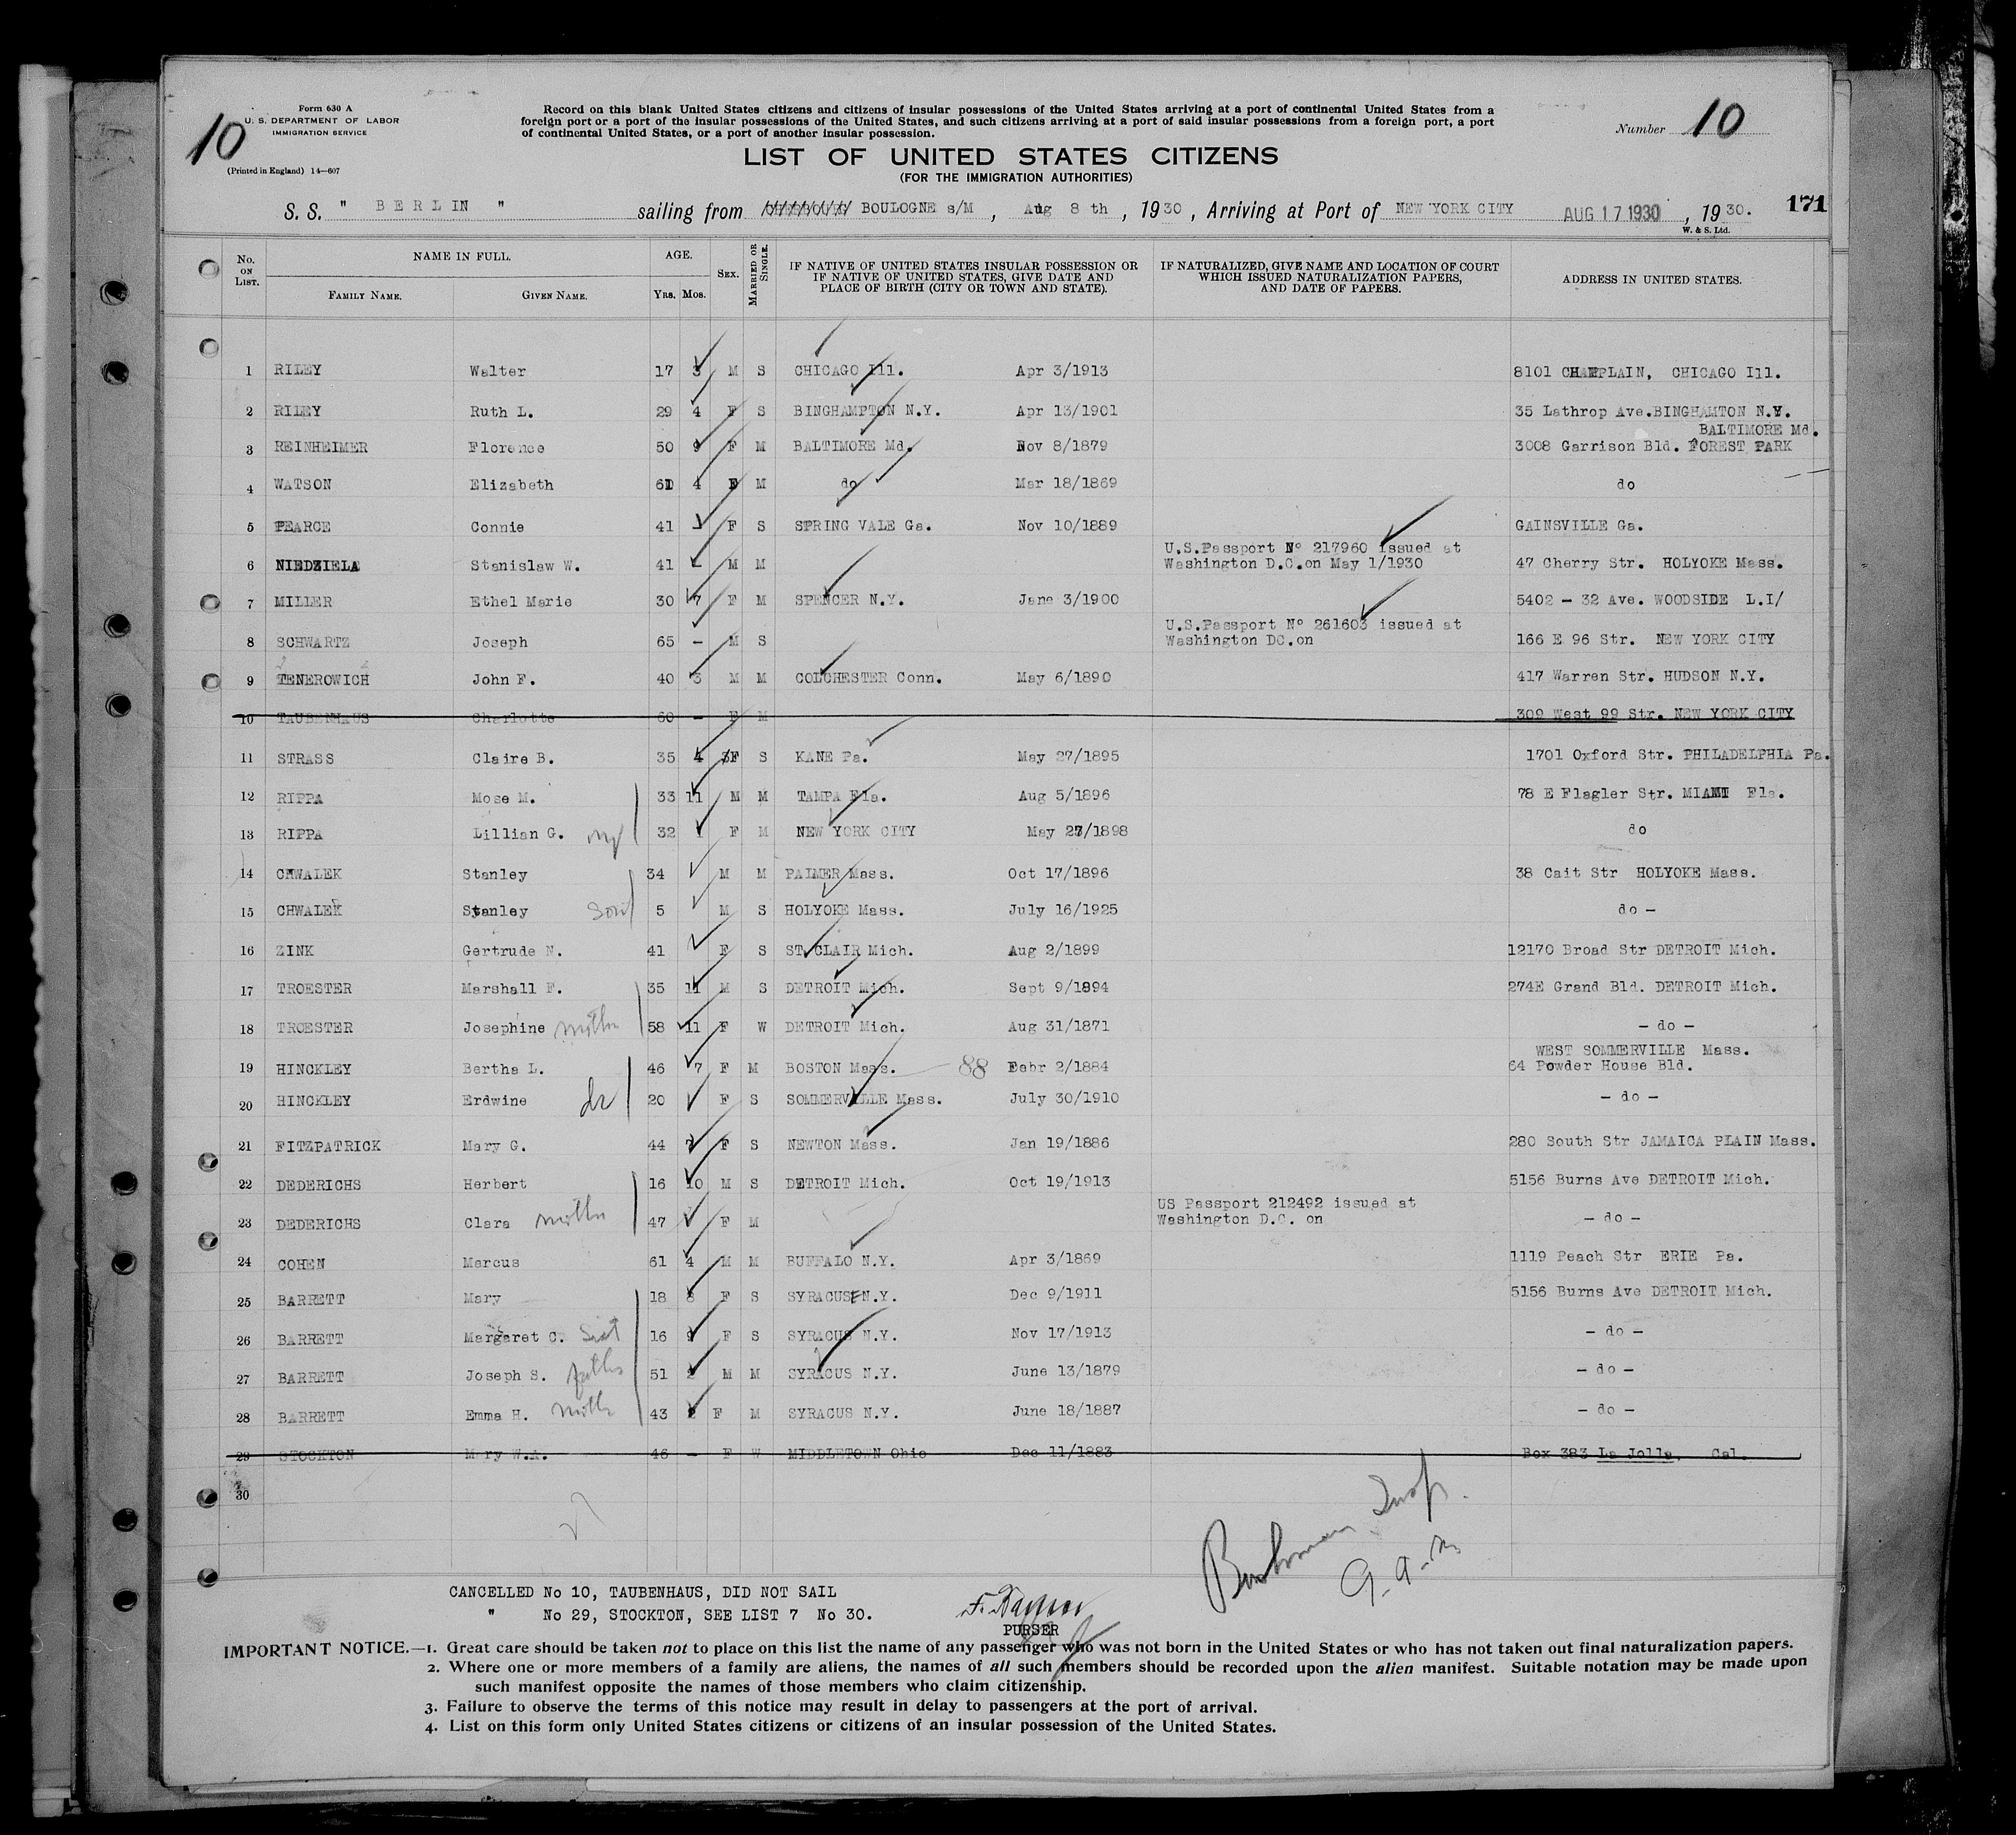 10
Form 630 A
U. S. DEPARTMENT OF LABOR
IMMIGRATION SERVICE
(Printed in England) 14—607
Record on this blank United States citizens and citizens of insular possessions of the United States arriving at a port of continental United States from a
foreign port or a port of the insular possessions of the United States, and such citizens arriving at a port of said insular possessions from a foreign port, a port
of continental United States, or a port of another insular possession.
Number 10
LIST OF UNITED STATES CITIZENS
(FOR THE IMMIGRATION AUTHORITIES)
S. S. " BERLIN " sailing from BOULOGNE s/M , Aug 8 th , 1930 , Arriving at Port of NEW YORK CITY AUG 17 1930 , 1930. 171
W. & S. Ltd.
No. ON LIST. NAME IN FULL. AGE. SEX. MARRIED OR SINGLE. IF NATIVE OF UNITED STATES INSULAR POSSESSION OR IF NATIVE OF UNITED STATES, GIVE DATE AND PLACE OF BIRTH (CITY OR TOWN AND STATE). IF NATURALIZED, GIVE NAME AND LOCATION OF COURT WHICH ISSUED NATURALIZATION PAPERS, AND DATE OF PAPERS. ADDRESS IN UNITED STATES.
FAMILY NAME. GIVEN NAME. YRS. MOS.
1 RILEY Walter 17 3 M S CHICAGO Ill. Apr 3/1913 8101 CHAMPLAIN, CHICAGO Ill.
2 RILEY Ruth L. 29 4 F S BINGHAMPTON N.Y. Apr 13/1901 35 Lathrop Ave.BINGHAMTON N.Y.
BALTIMORE Md.
3 REINHEIMER Florence 50 9 F M BALTIMORE Md. Nov 8/1879 3008 Garrison Bld. FOREST PARK
4 WATSON Elizabeth 61 4 F M do Mar 18/1869 do
5 PEARCE Connie 41 F S SPRING VALE Ga. Nov 10/1889 GAINSVILLE Ga.
U.S.Passport No 217960 issued at
6 NIEDZIELA Stanislaw W. 41 – M M Washington D.C.on May 1/1930 47 Cherry Str. HOLYOKE Mass.
7 MILLER Ethel Marie 30 7 F M SPENCER N.Y. Jane 3/1900 5402 – 32 Ave. WOODSIDE L.I/
U.S.Passport No 261603 issued at
8 SCHWARTZ Joseph 65 – M S Washington DC.on 166 E 96 Str. NEW YORK CITY
9 TENEROWICH John F. 40 3 M M COLCHESTER Conn. May 6/1890 417 Warren Str. HUDSON N.Y.
10 TAUBENHAUS Charlotte 60 – F M 309 West 99 Str. NEW YORK CITY
11 STRASS Claire B. 35 4 F S KANE Pa. May 27/1895 1701 Oxford Str. PHILADELPHIA Pa.
12 RIPPA Mose M. 33 11 M M TAMPA Fla. Aug 5/1896 78 E Flagler Str. MIAMI Fla.
13 RIPPA Lillian G. 32 F M NEW YORK CITY May 27/1898 do
14 CHWALEK Stanley 34 M M PALMER Mass. Oct 17/1896 38 Cait Str HOLYOKE Mass.
15 CHWALEK Stanley Son 5 M S HOLYOKE Mass. July 16/1925 do –
16 ZINK Gertrude N. 41 F S ST.CLAIR Mich. Aug 2/1899 12170 Broad Str DETROIT Mich.
17 TROESTER Marshall F. 35 11 M S DETROIT Mich. Sept 9/1894 274E Grand Bld. DETROIT Mich.
18 TROESTER Josephine Mother 58 11 F W DETROIT Mich. Aug 31/1871 – do –
WEST SOMMERVILLE Mass.
19 HINCKLEY Bertha L. 46 7 F M BOSTON Mass. 88 Febr 2/1884 64 Powder House Bld.
20 HINCKLEY Erdwine 20 F S SOMMERVILLE Mass. July 30/1910 – do –
21 FITZPATRICK Mary G. 44 7 F S NEWTON Mass. Jan 19/1886 280 South Str JAMAICA PLAIN Mass.
22 DEDERICHS Herbert 16 10 M S DETROIT Mich. Oct 19/1913 5156 Burns Ave DETROIT Mich.
US Passport 212492 issued at
23 DEDERICHS Clara Mother 47 F M Washington D.C. on – do –
24 COHEN Marcus 61 4 M M BUFFALO N.Y. Apr 3/1869 1119 Peach Str ERIE Pa.
25 BARRETT Mary 18 8 F S SYRACUSE N.Y. Dec 9/1911 5156 Burns Ave DETROIT Mich.
26 BARRETT Margaret C. Sist 16 9 F S SYRACUS N.Y. Nov 17/1913 – do –
27 BARRETT Joseph S. father 51 2 M M SYRACUS N.Y. June 13/1879 – do –
28 BARRETT Emma H. Mother 43 2 F M SYRACUS N.Y. June 18/1887 – do –
29 STOCKTON Mary W.A. 46 – F W MIDDLETOWN Ohio Dec 11/1883 Box 383 La Jolla, Cal.
30
CANCELLED No 10, TAUBENHAUS, DID NOT SAIL
" No 29, STOCKTON, SEE LIST 7 No 30.
PURSER
IMPORTANT NOTICE.—1. Great care should be taken not to place on this list the name of any passenger who was not born in the United States or who has not taken out final naturalization papers.
2. Where one or more members of a family are aliens, the names of all such members should be recorded upon the alien manifest. Suitable notation may be made upon
such manifest opposite the names of those members who claim citizenship.
3. Failure to observe the terms of this notice may result in delay to passengers at the port of arrival.
4. List on this form only United States citizens or citizens of an insular possession of the United States.